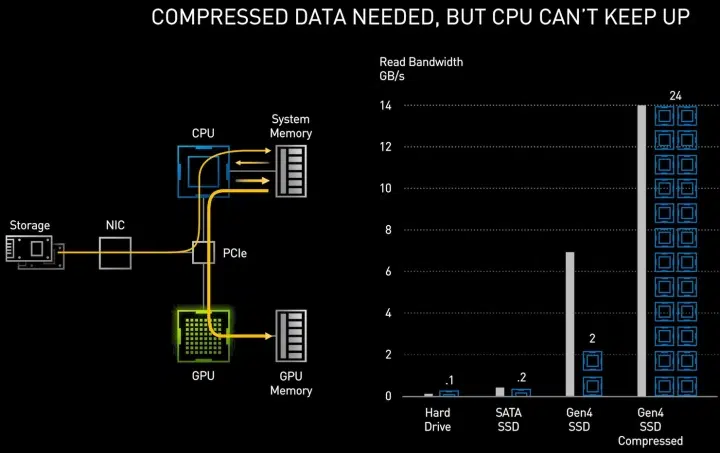 COMPRESSED DATA NEEDED, BUT CPU CAN'T KEEP UP
Storage
NIC
CPU
System
Memory
PCIe
GPU
GPU
Memory
Read Bandwidth
GB/s
14
12
10
8
6
4
2
0
.1
.2
2
24
Hard
Drive
SATA
SSD
Gen4
SSD
Gen4
SSD
Compressed